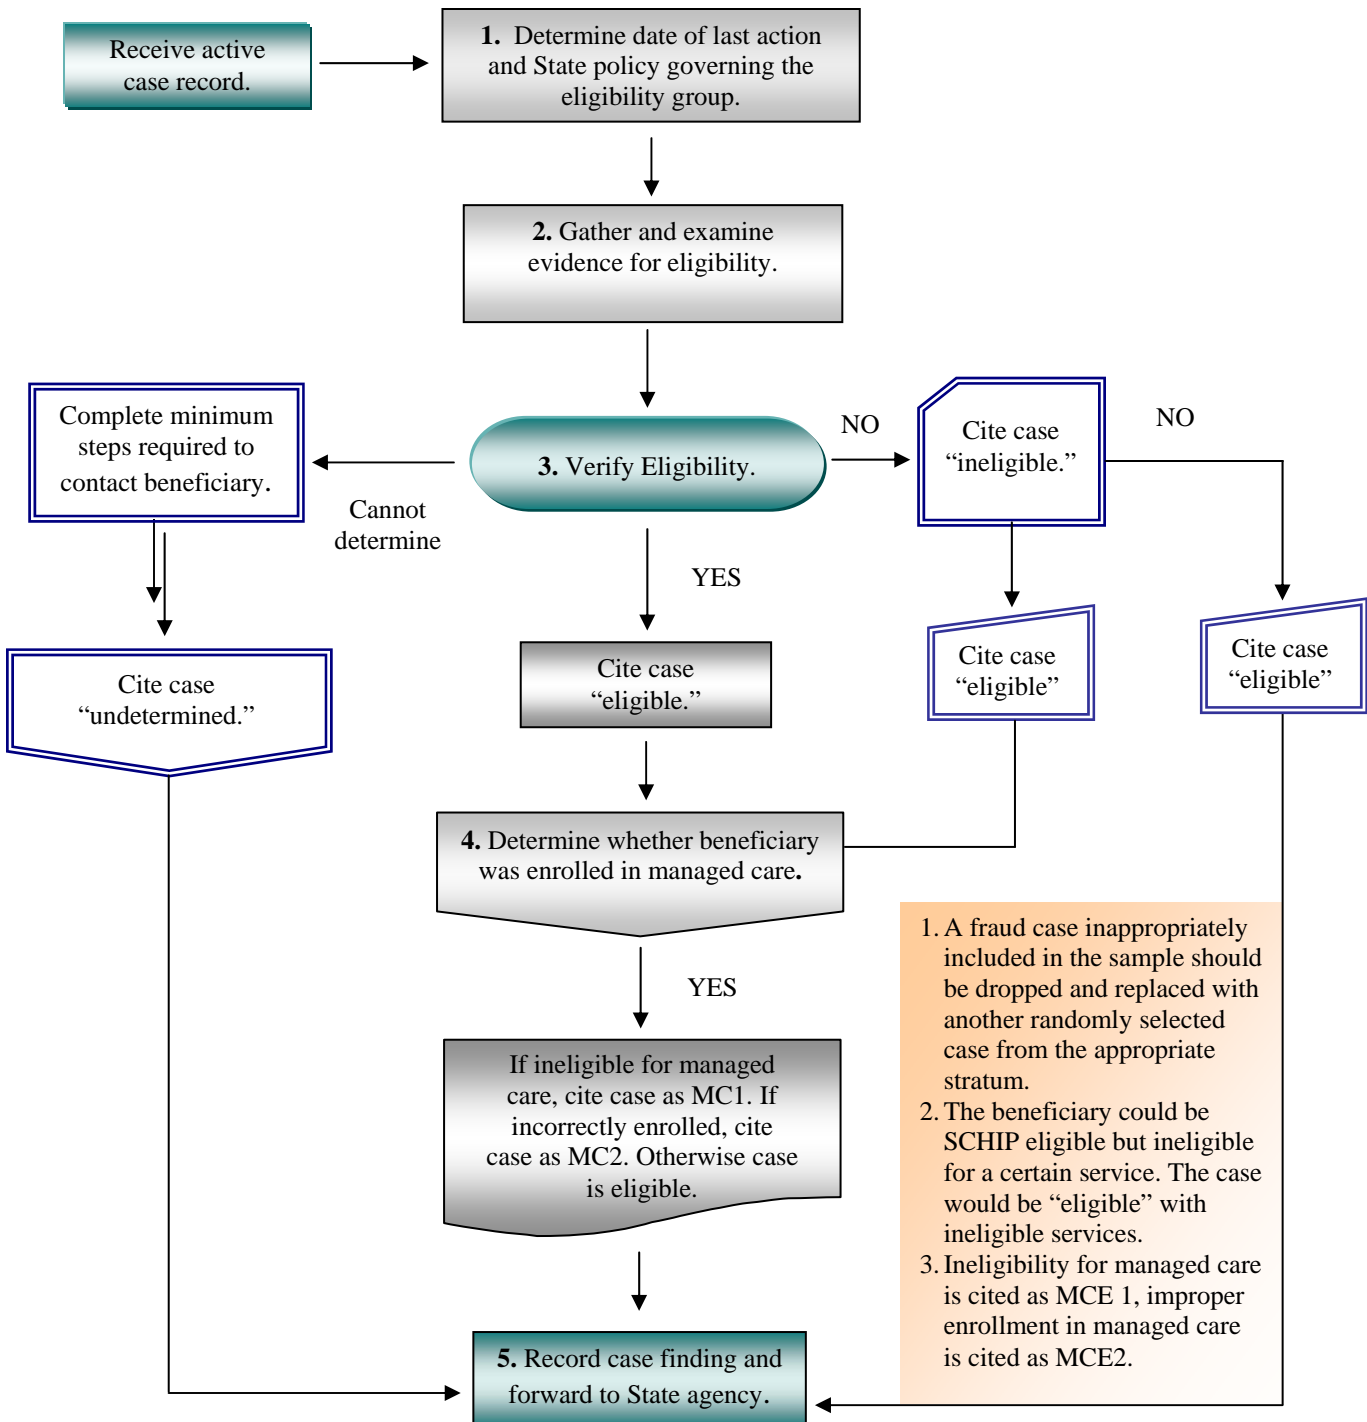 Receive active
case record.
1. Determine date of last action
and State policy governing the
eligibility group.
2. Gather and examine
evidence for eligibility.
Complete minimum
steps required to
contact beneficiary.
3. Verify Eligibility.
NO
Cite case
“ineligible.”
NO
Cannot
determine
YES
Cite case
“undetermined.”
Cite case
“eligible.”
Cite case
“eligible”
Cite case
“eligible”
4. Determine whether beneficiary
was enrolled in managed care.
YES
If ineligible for managed
care, cite case as MC1. If
incorrectly enrolled, cite
case as MC2. Otherwise case
is eligible.
1. A fraud case inappropriately
included in the sample should
be dropped and replaced with
another randomly selected
case from the appropriate
stratum.
2. The beneficiary could be
SCHIP eligible but ineligible
for a certain service. The case
would be “eligible” with
ineligible services.
3. Ineligibility for managed care
is cited as MCE 1, improper
enrollment in managed care
is cited as MCE2.
5. Record case finding and
forward to State agency.